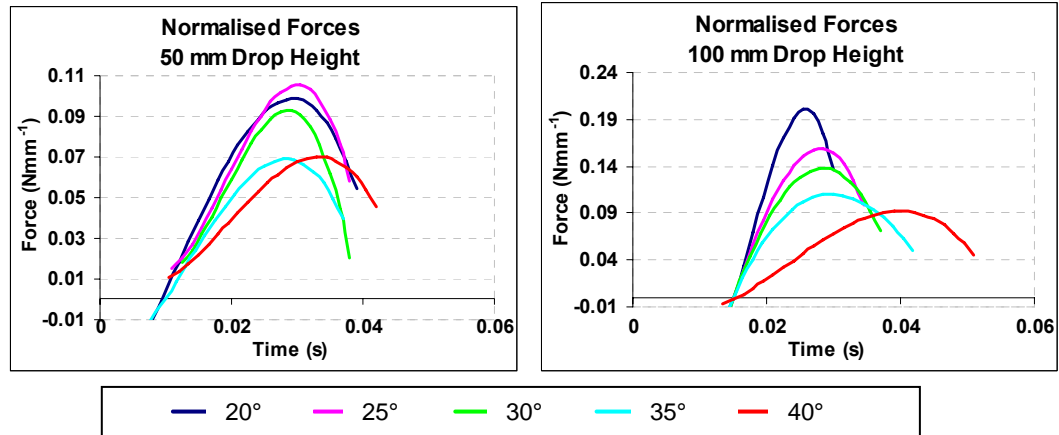 Normalised Forces
50 mm Drop Height
Force (Nmm⁻¹)
0.11
0.09
0.07
0.05
0.03
0.01
-0.01
0
0.02
0.04
0.06
Time (s)
Normalised Forces
100 mm Drop Height
Force (Nmm⁻¹)
0.24
0.19
0.14
0.09
0.04
-0.01
0
0.02
0.04
0.06
Time (s)
20° 25° 30° 35° 40°